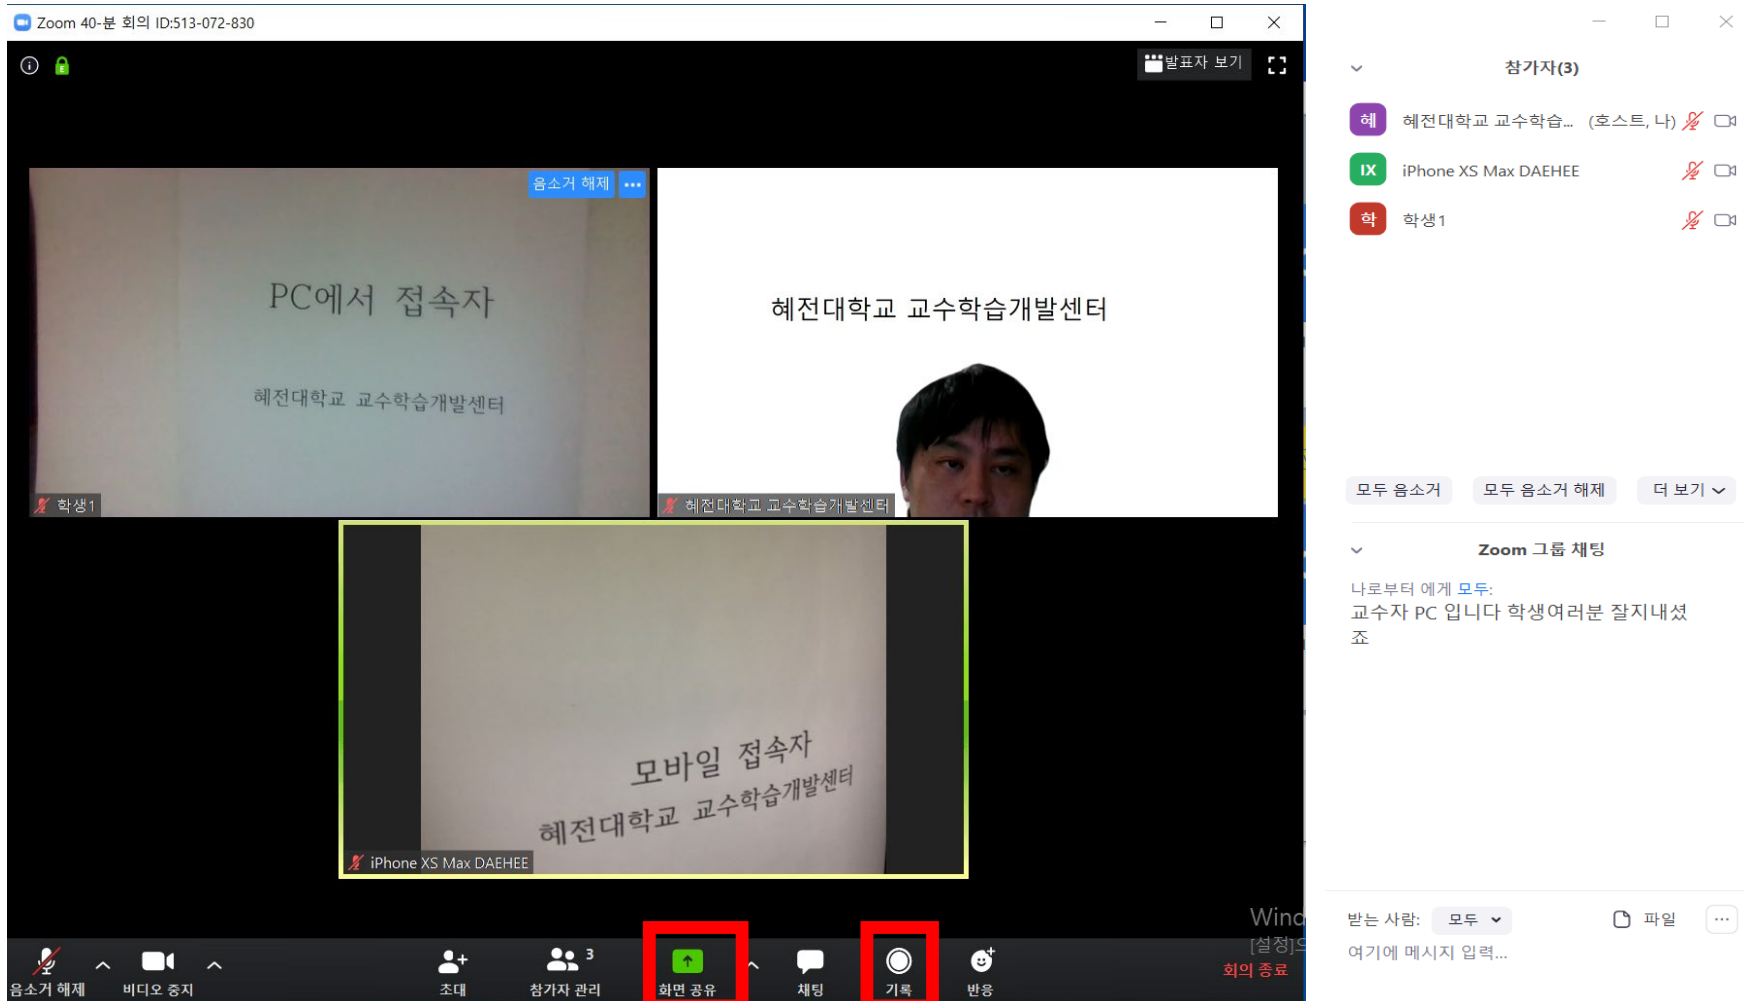 Zoom 40-분 회의 ID:513-072-830
발표자 보기
음소거 해제
PC에서 접속자
혜전대학교 교수학습개발센터
학생1
혜전대학교 교수학습개발센터
혜전대학교 교수학습개발센터
모바일 접속자
혜전대학교 교수학습개발센터
iPhone XS Max DAEHEE
Wind
[설정]으
음소거 해제
비디오 중지
초대
3
참가자 관리
화면 공유
채팅
기록
반응
회의 종료
참가자(3)
혜 혜전대학교 교수학습... (호스트, 나)
IX iPhone XS Max DAEHEE
학 학생1
모두 음소거
모두 음소거 해제
더 보기
Zoom 그룹 채팅
나로부터 에게 모두:
교수자 PC 입니다 학생여러분 잘지내셨
죠
받는 사람: 모두
파일
여기에 메시지 입력...